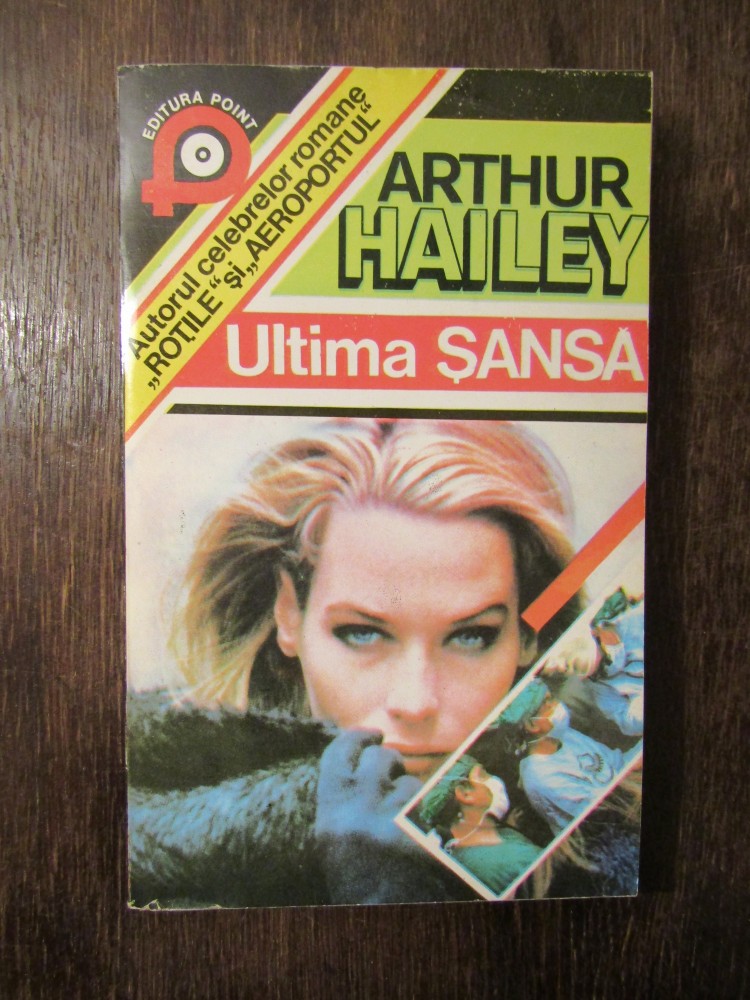 EDITURA POINT
Autorul celebrelor romane
„ROȚILE“ și „AEROPORTUL“
ARTHUR
HAILEY
Ultima ȘANSĂ